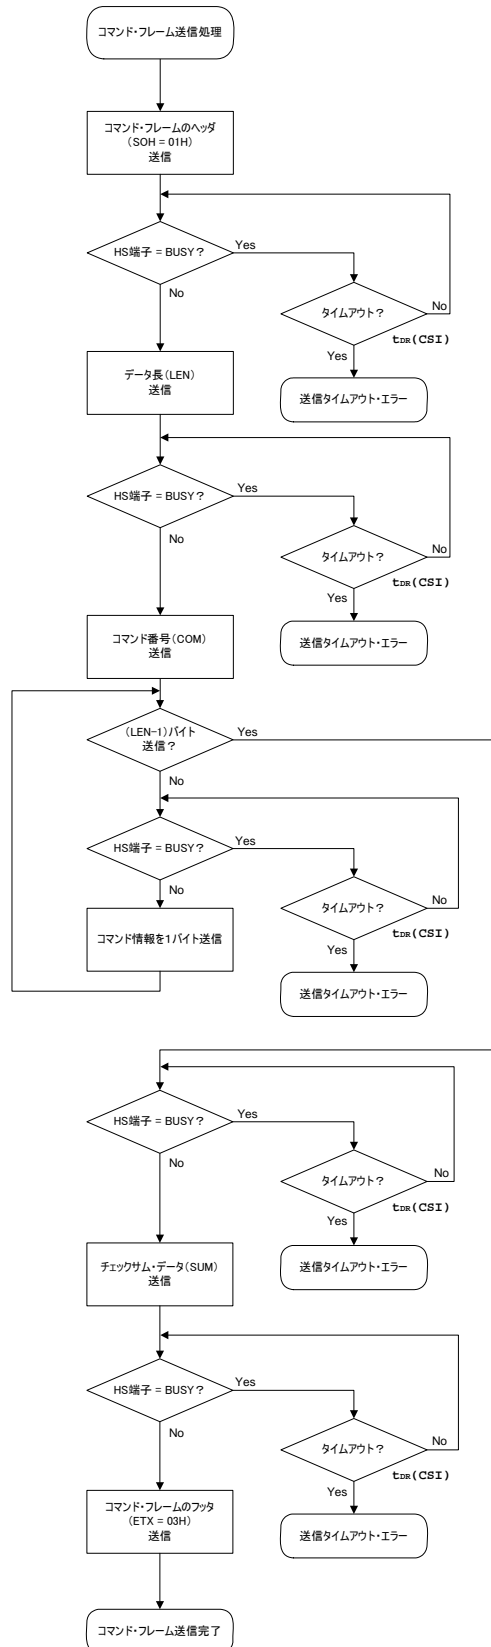 コマンド・フレーム送信処理
コマンド・フレームのヘッダ
(SOH = 01H)
送信
HS端子 = BUSY?
Yes
No
タイムアウト?
No
tDR(CSI)
Yes
送信タイムアウト・エラー
データ長(LEN)
送信
HS端子 = BUSY?
Yes
No
タイムアウト?
No
tDR(CSI)
Yes
送信タイムアウト・エラー
コマンド番号(COM)
送信
(LEN-1)バイト
送信?
Yes
No
HS端子 = BUSY?
Yes
No
タイムアウト?
No
tDR(CSI)
Yes
送信タイムアウト・エラー
コマンド情報を1バイト送信
HS端子 = BUSY?
Yes
No
タイムアウト?
No
tDR(CSI)
Yes
送信タイムアウト・エラー
チェックサム・データ(SUM)
送信
HS端子 = BUSY?
Yes
No
タイムアウト?
No
tDR(CSI)
Yes
送信タイムアウト・エラー
コマンド・フレームのフッタ
(ETX = 03H)
送信
コマンド・フレーム送信完了